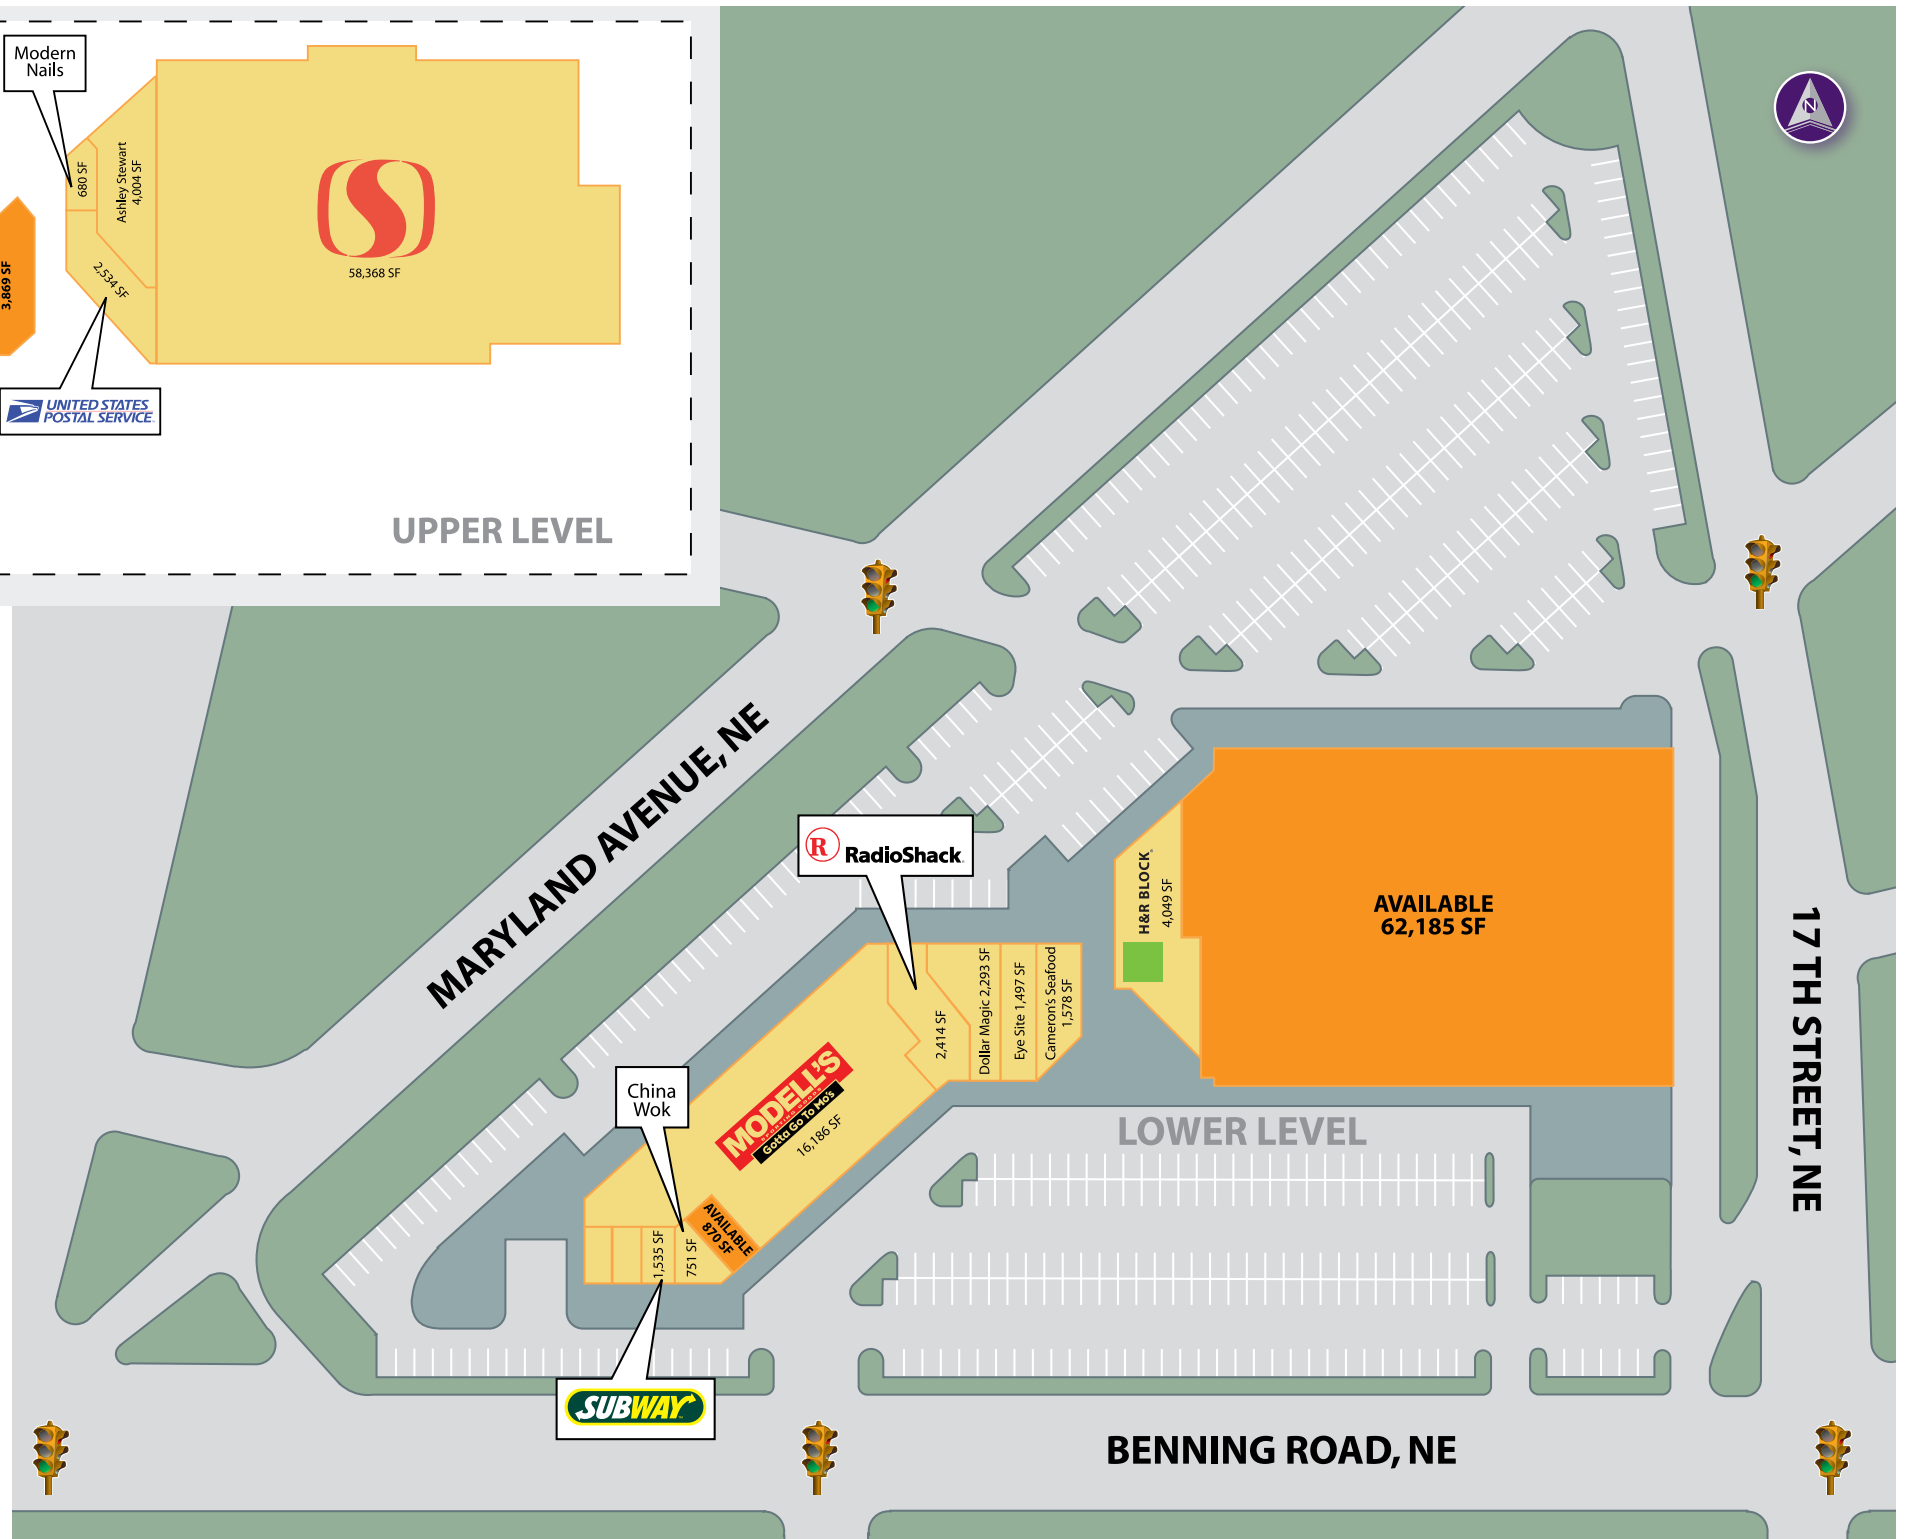 Modern
Nails
680 SF
Ashley Stewart
4,004 SF
2,534 SF
3,869 SF
58,368 SF
UNITED STATES
POSTAL SERVICE
UPPER LEVEL
N
MARYLAND AVENUE, NE
R RadioShack
H&R BLOCK
4,049 SF
AVAILABLE
62,185 SF
2,414 SF
Dollar Magic 2,293 SF
Eye Site 1,497 SF
Cameron's Seafood
1,578 SF
MODELL'S
SPORTING GOODS
Gotta Go To Mo's
16,186 SF
China
Wok
AVAILABLE
870 SF
1,535 SF
751 SF
SUBWAY
LOWER LEVEL
17 TH STREET, NE
BENNING ROAD, NE